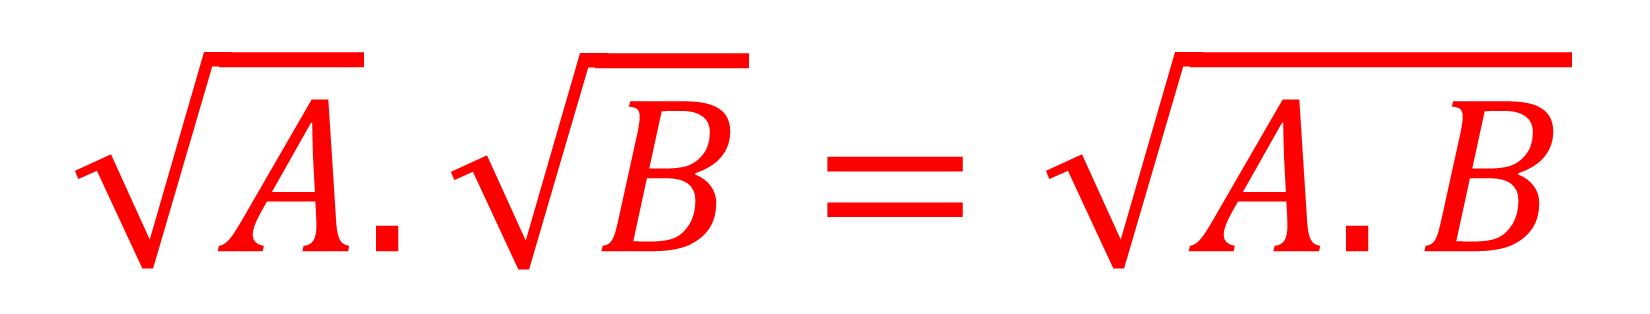 √A.√B = √A.B